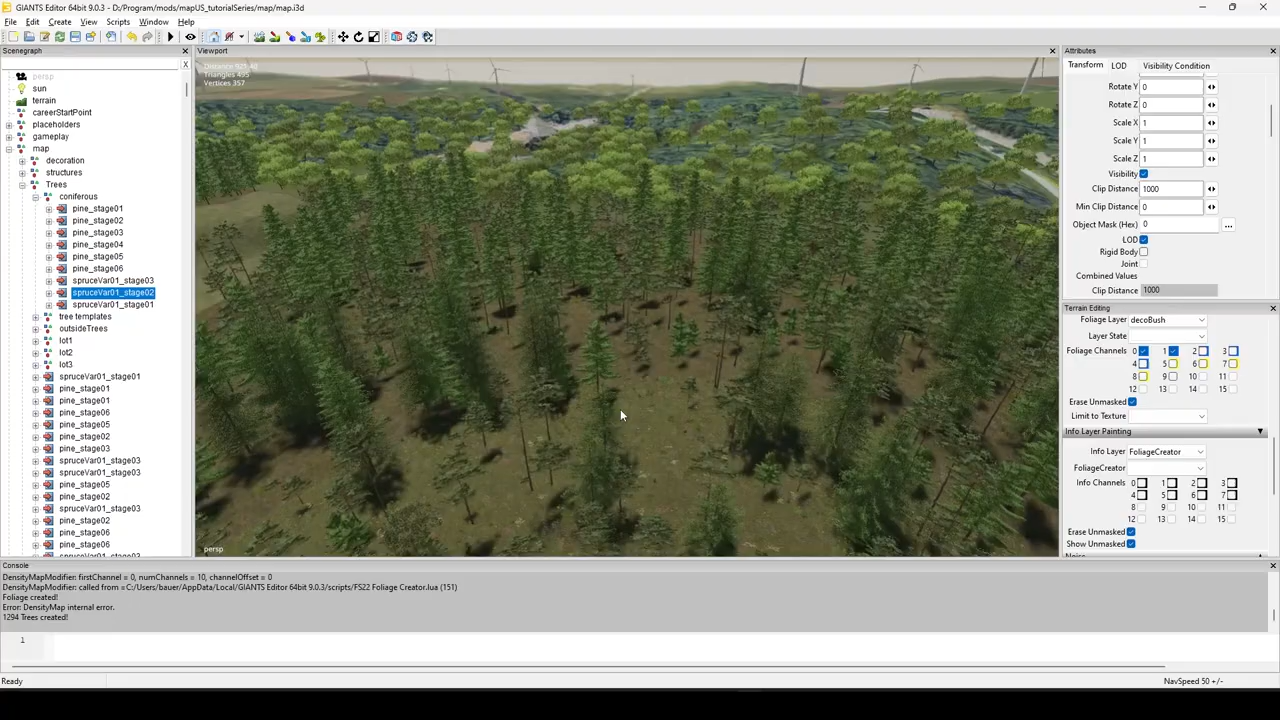 GIANTS Editor 64bit 9.0.3 - D:/Program/mods/mapUS_tutorialSeries/map/map.i3d
File Edit Create View Scripts Window Help
Scenegraph
X
persp
sun
terrain
careerStartPoint
placeholders
gameplay
map
decoration
structures
Trees
coniferous
pine_stage01
pine_stage02
pine_stage03
pine_stage04
pine_stage05
pine_stage06
spruceVar01_stage03
spruceVar01_stage02
spruceVar01_stage01
tree templates
outsideTrees
lot1
lot2
lot3
spruceVar01_stage01
pine_stage01
pine_stage01
pine_stage06
pine_stage05
pine_stage02
pine_stage03
spruceVar01_stage03
spruceVar01_stage03
pine_stage05
pine_stage02
spruceVar01_stage03
pine_stage02
pine_stage06
pine_stage06
spruceVar01_stage03
Viewport
Triangles 495
Vertices 357
persp
Attributes
Transform LOD Visibility Condition
Rotate Y 0
Rotate Z 0
Scale X 1
Scale Y 1
Scale Z 1
Visibility
Clip Distance 1000
Min Clip Distance 0
Object Mask (Hex) 0 ...
LOD
Rigid Body
Joint
Combined Values
Clip Distance 1000
Terrain Editing
Foliage Layer decoBush
Layer State
Foliage Channels 0 1 2 3
4 5 6 7
8 9 10 11
12 13 14 15
Erase Unmasked
Limit to Texture
Info Layer Painting
Info Layer FoliageCreator
FoliageCreator
Info Channels 0 1 2 3
4 5 6 7
8 9 10 11
12 13 14 15
Erase Unmasked
Show Unmasked
Noise
Console
DensityMapModifier: firstChannel = 0, numChannels = 10, channelOffset = 0
DensityMapModifier: called from =C:/Users/bauer/AppData/Local/GIANTS Editor 64bit 9.0.3/scripts/FS22 Foliage Creator.lua (151)
Foliage created!
Error: DensityMap internal error.
1294 Trees created!
1
Ready
NavSpeed 50 +/-